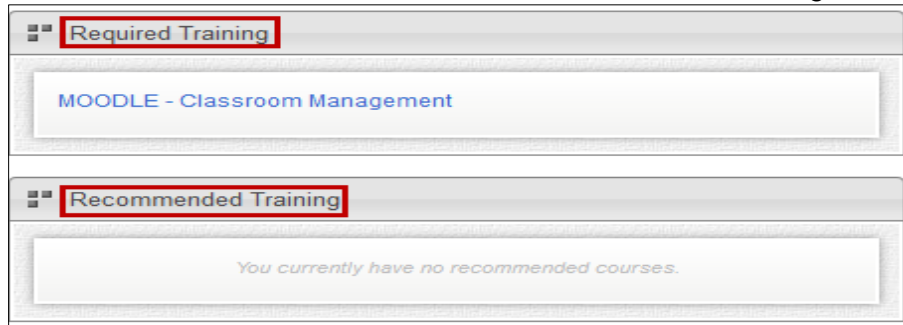 Required Training
MOODLE - Classroom Management
Recommended Training
You currently have no recommended courses.